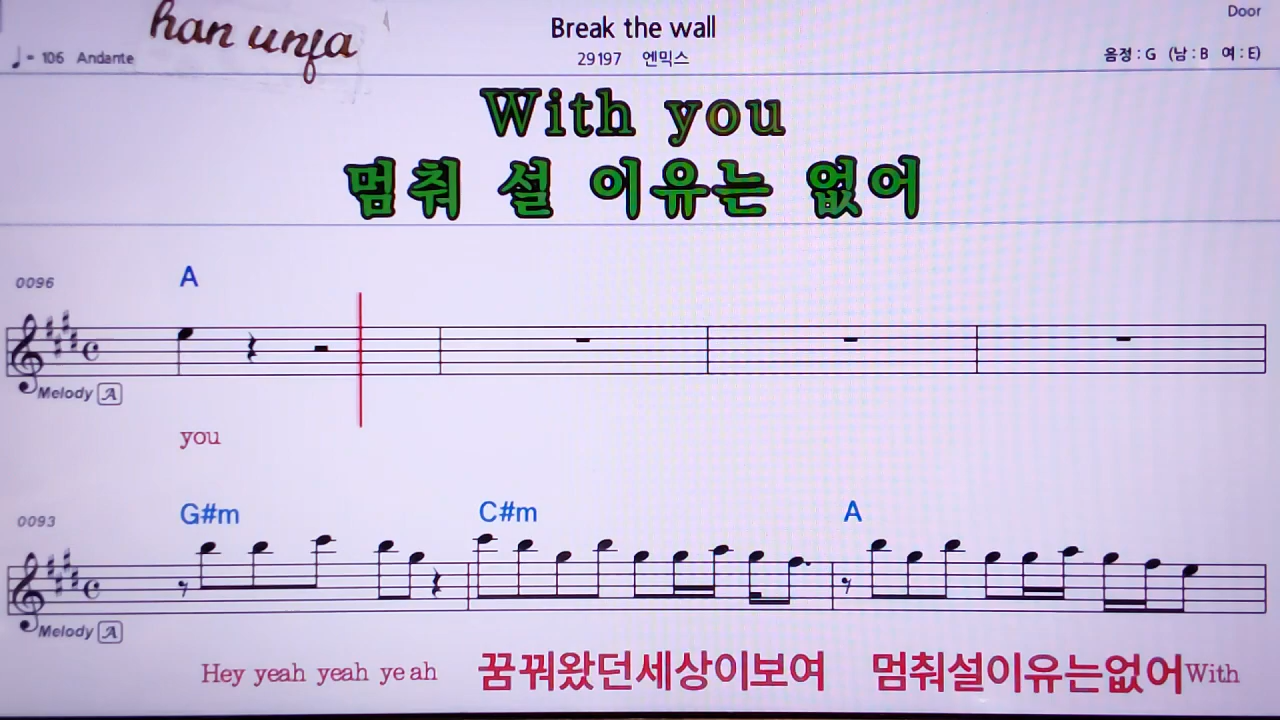 han unja
Break the wall
Door
♩= 106 Andante
29197 엔믹스
음정 : G (남 : B 여 : E)
With you
멈춰 설 이유는 없어
0096
A
Melody A
you
0093
G#m C#m A
Melody A
Hey yeah yeah ye ah 꿈꿔왔던세상이보여 멈춰설이유는없어With